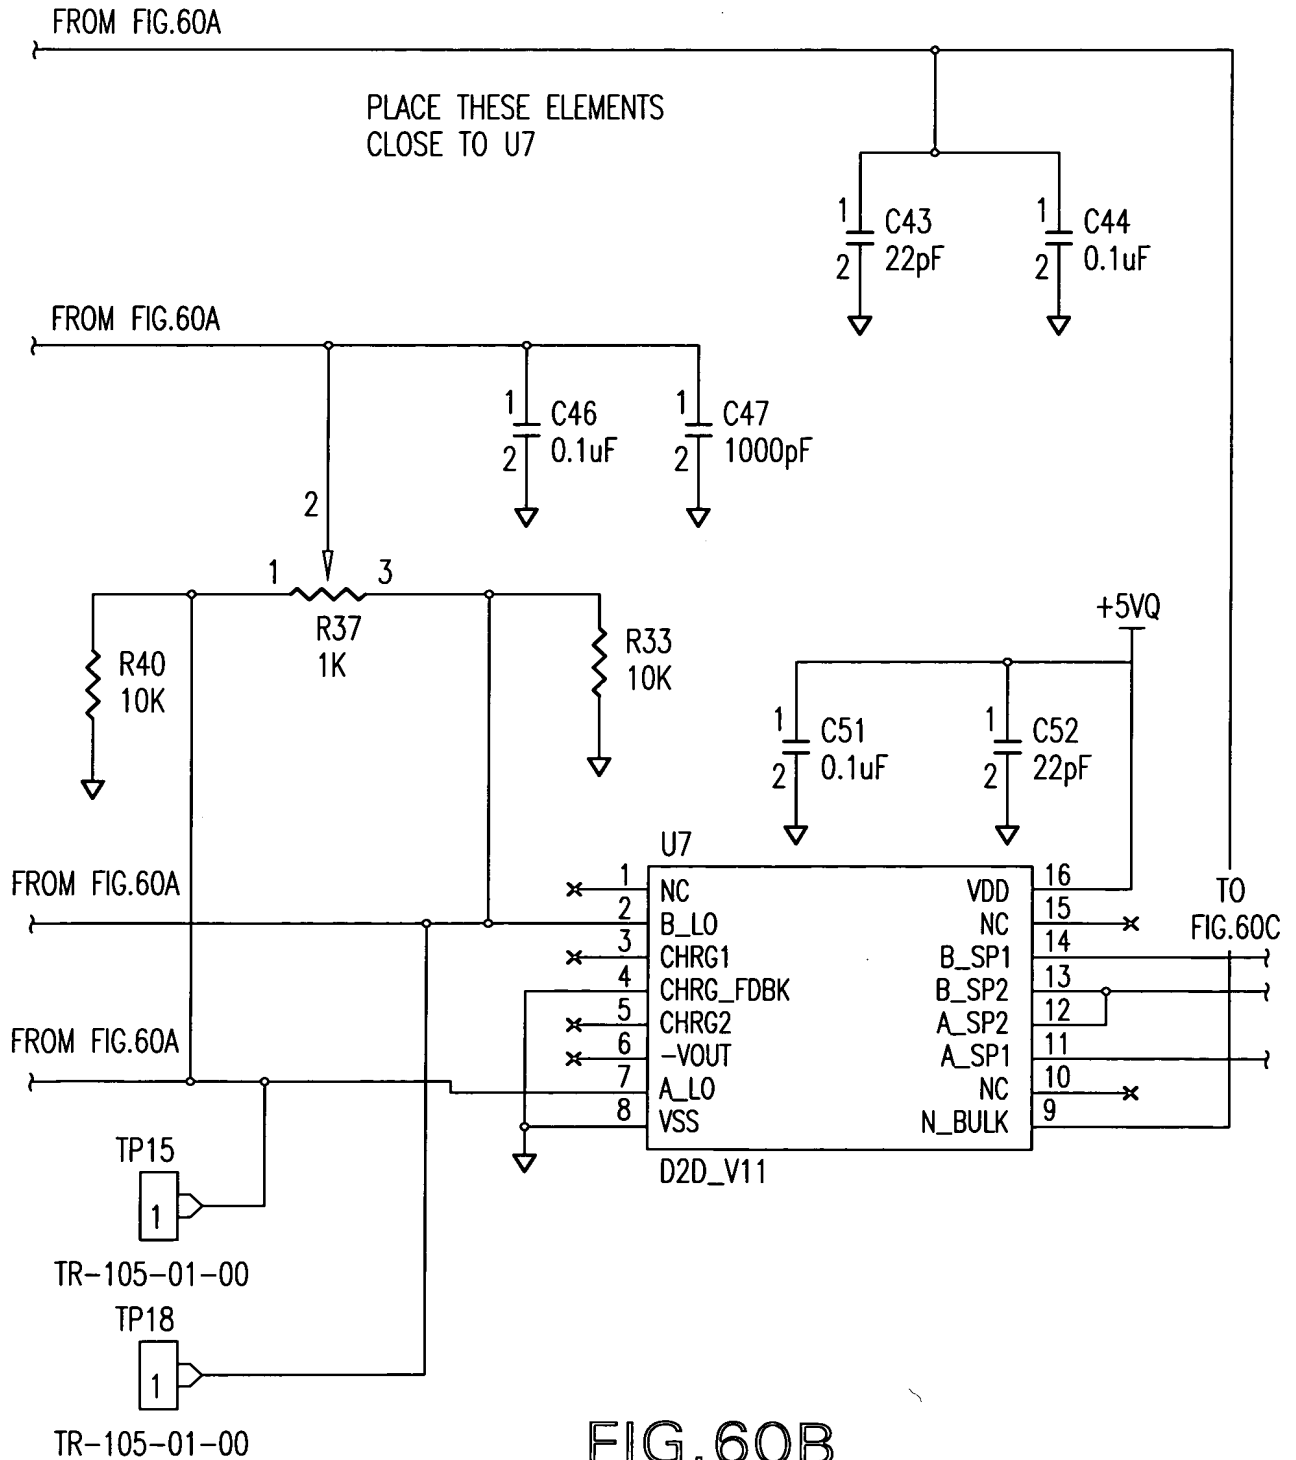 FROM FIG.60A
PLACE THESE ELEMENTS
CLOSE TO U7
1
C43
22pF
2
1
C44
0.1uF
2
FROM FIG.60A
1
C46
0.1uF
2
1
C47
1000pF
2
2
1
3
R37
1K
R40
10K
R33
10K
+5VQ
1
C51
0.1uF
2
1
C52
22pF
2
U7
FROM FIG.60A
1 NC
2 B_LO
3 CHRG1
4 CHRG_FDBK
5 CHRG2
6 -VOUT
7 A_LO
8 VSS
VDD 16
NC 15
B_SP1 14
B_SP2 13
A_SP2 12
A_SP1 11
NC 10
N_BULK 9
TO
FIG.60C
FROM FIG.60A
D2D_V11
TP15
1
TR-105-01-00
TP18
1
TR-105-01-00
FIG.60B